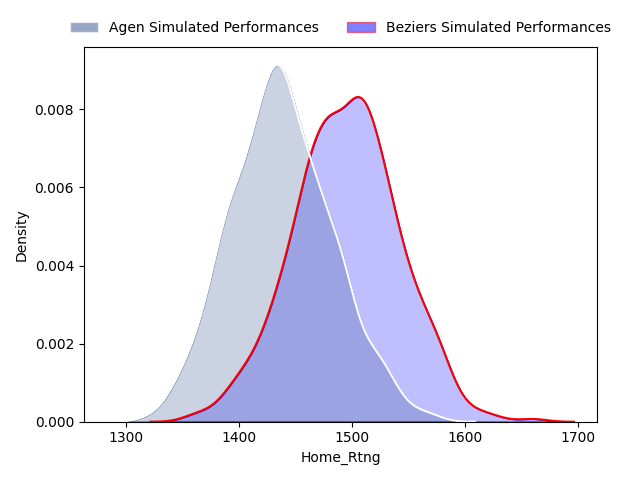 Agen Simulated Performances Beziers Simulated Performances
0.008
0.006
0.004
0.002
0.000
Density
1300 1400 1500 1600 1700
Home_Rtng